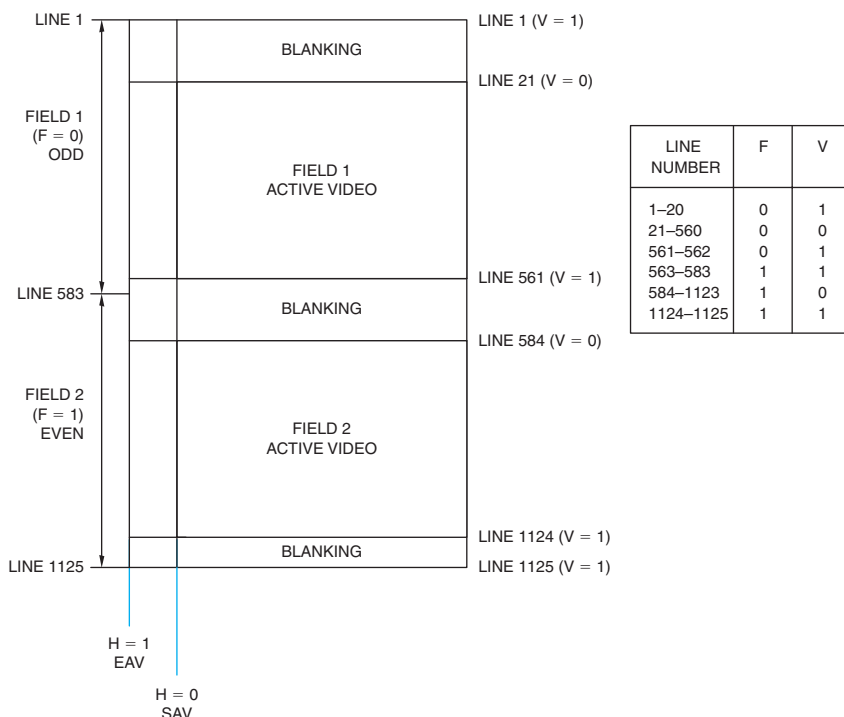 LINE 1
LINE 1 (V = 1)
BLANKING
LINE 21 (V = 0)
FIELD 1
(F = 0)
ODD
FIELD 1
ACTIVE VIDEO
LINE 583
LINE 561 (V = 1)
BLANKING
LINE 584 (V = 0)
FIELD 2
(F = 1)
EVEN
FIELD 2
ACTIVE VIDEO
LINE 1124 (V = 1)
BLANKING
LINE 1125
LINE 1125 (V = 1)
H = 1
EAV
H = 0
SAV
LINE NUMBER F V
1–20 0 1
21–560 0 0
561–562 0 1
563–583 1 1
584–1123 1 0
1124–1125 1 1